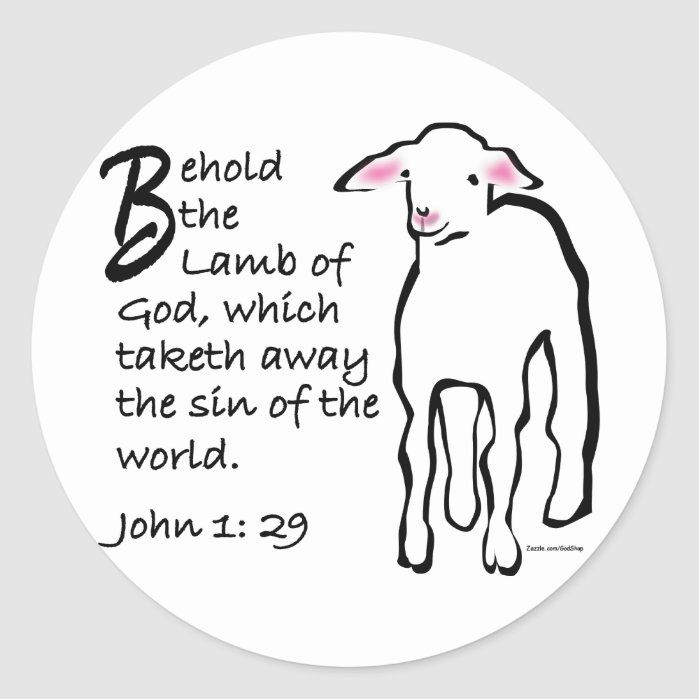 Behold
the
Lamb of
God, which
taketh away
the sin of the
world.
John 1: 29
Zazzle.com/GodShop